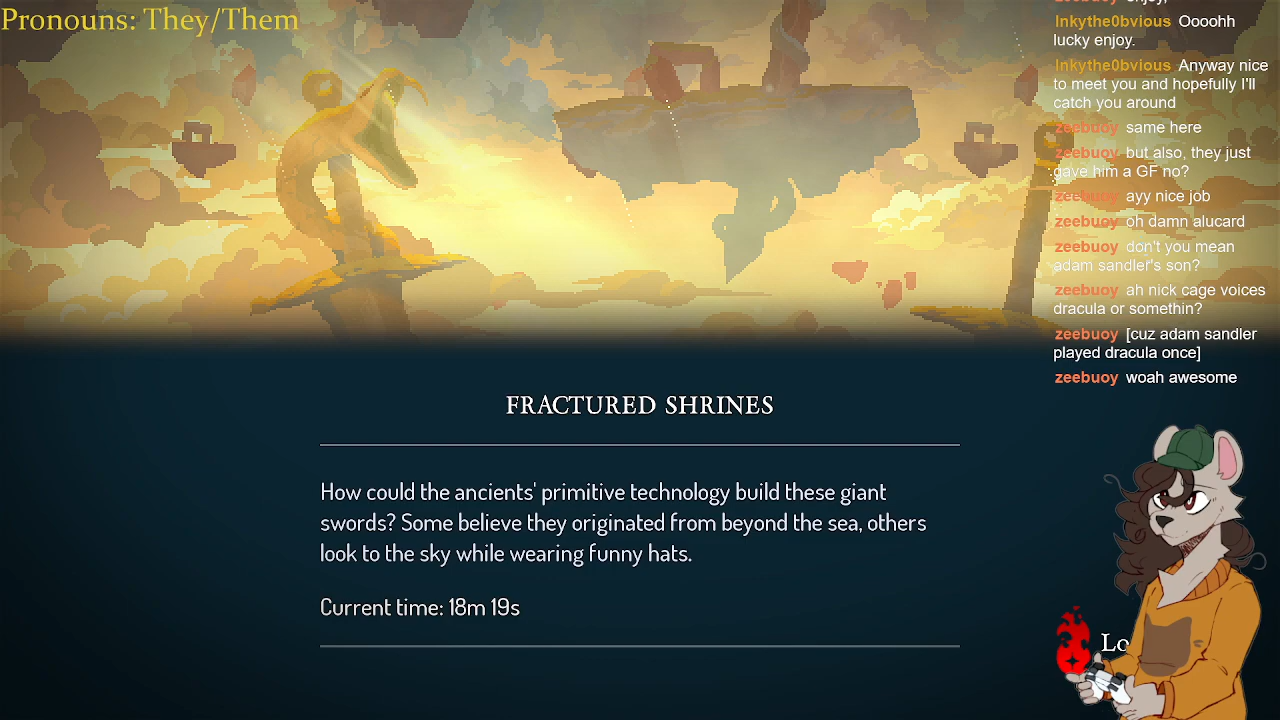 Pronouns: They/Them
Inkythe0bvious Oooohh
lucky enjoy.
Inkythe0bvious Anyway nice
to meet you and hopefully I'll
catch you around
zeebuoy same here
zeebuoy but also, they just
gave him a GF no?
zeebuoy ayy nice job
zeebuoy oh damn alucard
zeebuoy don't you mean
adam sandler's son?
zeebuoy ah nick cage voices
dracula or somethin?
zeebuoy [cuz adam sandler
played dracula once]
zeebuoy woah awesome
FRACTURED SHRINES
How could the ancients' primitive technology build these giant
swords? Some believe they originated from beyond the sea, others
look to the sky while wearing funny hats.
Current time: 18m 19s